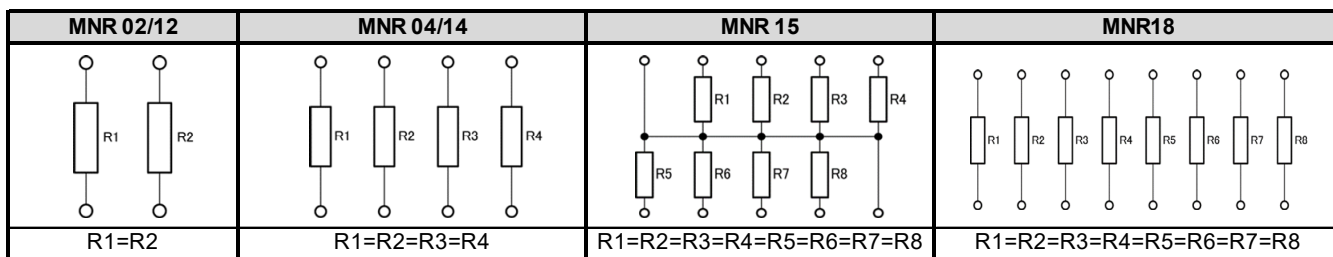 MNR 02/12 MNR 04/14 MNR 15 MNR18
R1 R2 R1 R2 R3 R4 R1 R2 R3 R4 R5 R6 R7 R8 R1 R2 R3 R4 R5 R6 R7 R8
R1=R2 R1=R2=R3=R4 R1=R2=R3=R4=R5=R6=R7=R8 R1=R2=R3=R4=R5=R6=R7=R8